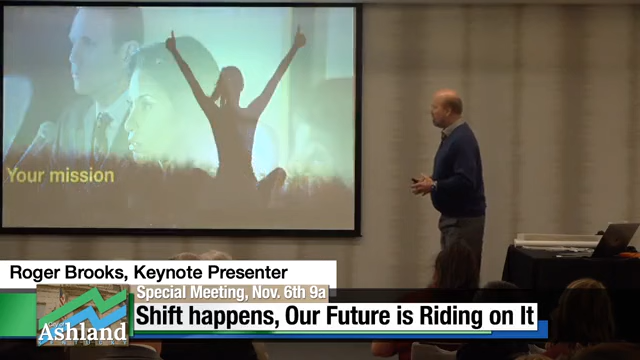 Your mission
Roger Brooks, Keynote Presenter
Special Meeting, Nov. 6th 9a
Shift happens, Our Future is Riding on It
Ashland